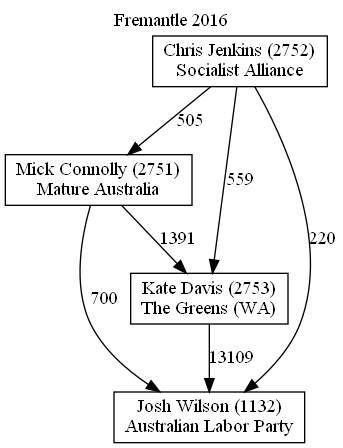 Fremantle 2016
Chris Jenkins (2752)
Socialist Alliance
505
Mick Connolly (2751)
Mature Australia
559
1391
220
Kate Davis (2753)
The Greens (WA)
700
13109
Josh Wilson (1132)
Australian Labor Party